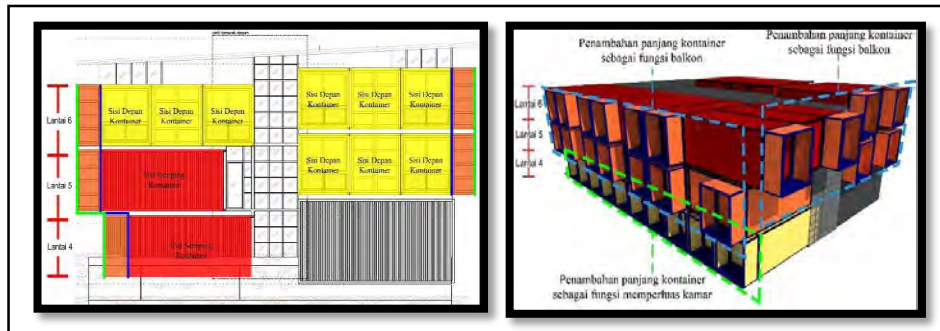 Sisi Depan
Kontainer
Sisi Depan
Kontainer
Sisi Depan
Kontainer
Sisi Depan
Kontainer
Sisi Depan
Kontainer
Sisi Depan
Kontainer
Lantai 6
Sisi Depan
Kontainer
Sisi Depan
Kontainer
Sisi Depan
Kontainer
Sisi Samping
Kontainer
Lantai 5
Sisi Samping
Kontainer
Lantai 4
Penambahan panjang kontainer
sebagai fungsi balkon
Penambahan panjang kontainer
sebagai fungsi balkon
Lantai 6
Lantai 5
Lantai 4
Penambahan panjang kontainer
sebagai fungsi memperluas kamar